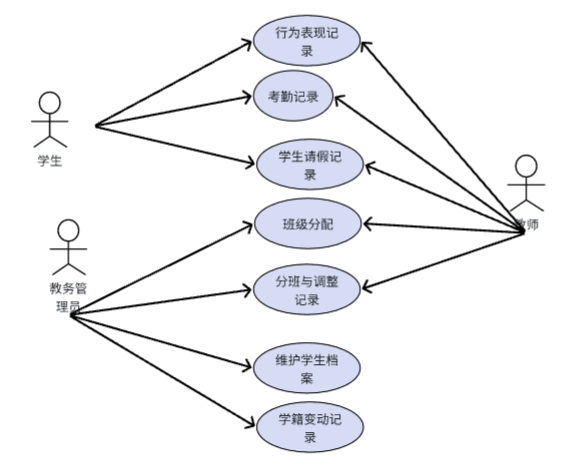 行为表现记
录
考勤记录
学生
学生请假记
录
教师
班级分配
教务管
理员
分班与调整
记录
维护学生档
案
学籍变动记
录